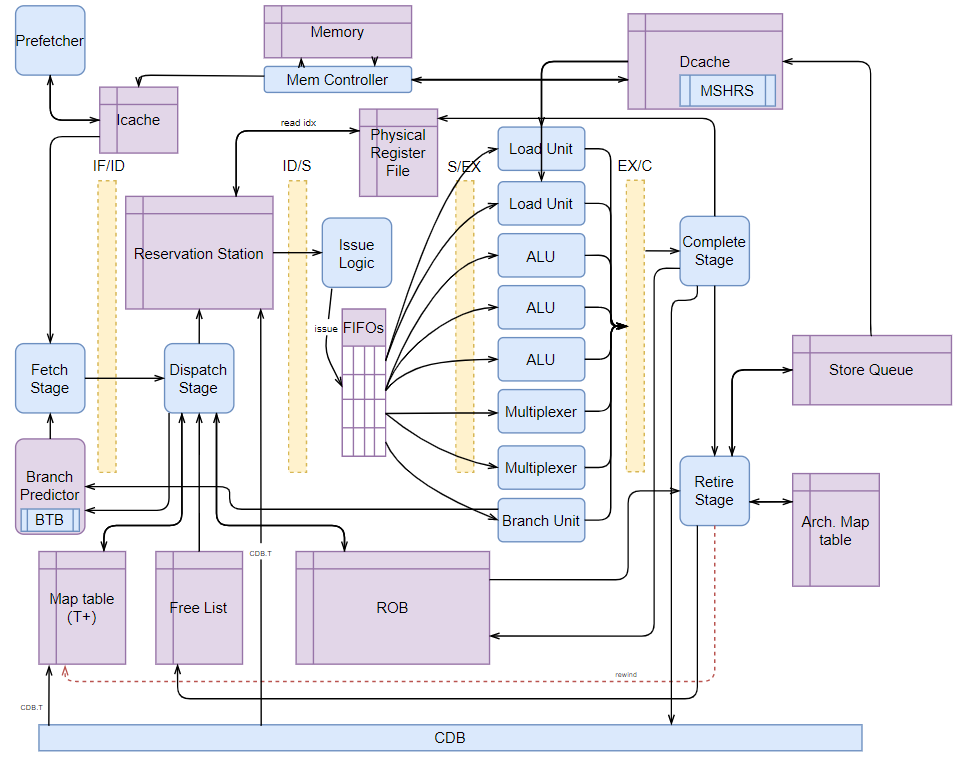 Prefetcher
Memory
Mem Controller
Dcache
MSHRS
Icache
read idx
Physical
Register
File
Load Unit
IF/ID
ID/S
S/EX
EX/C
Load Unit
Reservation Station
Issue
Logic
ALU
Complete
Stage
ALU
issue
FIFOs
ALU
Fetch
Stage
Dispatch
Stage
Store Queue
Multiplexer
Multiplexer
Branch
Predictor
BTB
Retire
Stage
Branch Unit
Arch. Map
table
CDB.T
Map table
(T+)
Free List
ROB
rewind
CDB.T
CDB